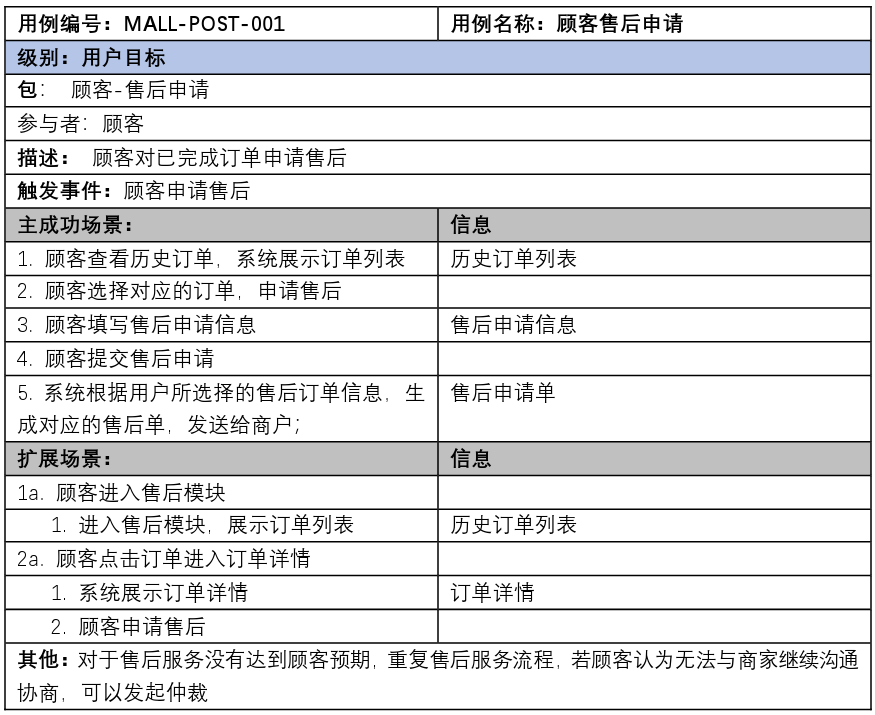 用例编号：MALL-POST-001 用例名称：顾客售后申请
级别：用户目标
包： 顾客-售后申请
参与者：顾客
描述： 顾客对已完成订单申请售后
触发事件：顾客申请售后
主成功场景： 信息
1. 顾客查看历史订单，系统展示订单列表 历史订单列表
2. 顾客选择对应的订单，申请售后
3. 顾客填写售后申请信息 售后申请信息
4. 顾客提交售后申请
5. 系统根据用户所选择的售后订单信息，生 售后申请单
成对应的售后单，发送给商户；
扩展场景： 信息
1a. 顾客进入售后模块
1. 进入售后模块，展示订单列表 历史订单列表
2a. 顾客点击订单进入订单详情
1. 系统展示订单详情 订单详情
2. 顾客申请售后
其他：对于售后服务没有达到顾客预期，重复售后服务流程，若顾客认为无法与商家继续沟通
协商，可以发起仲裁